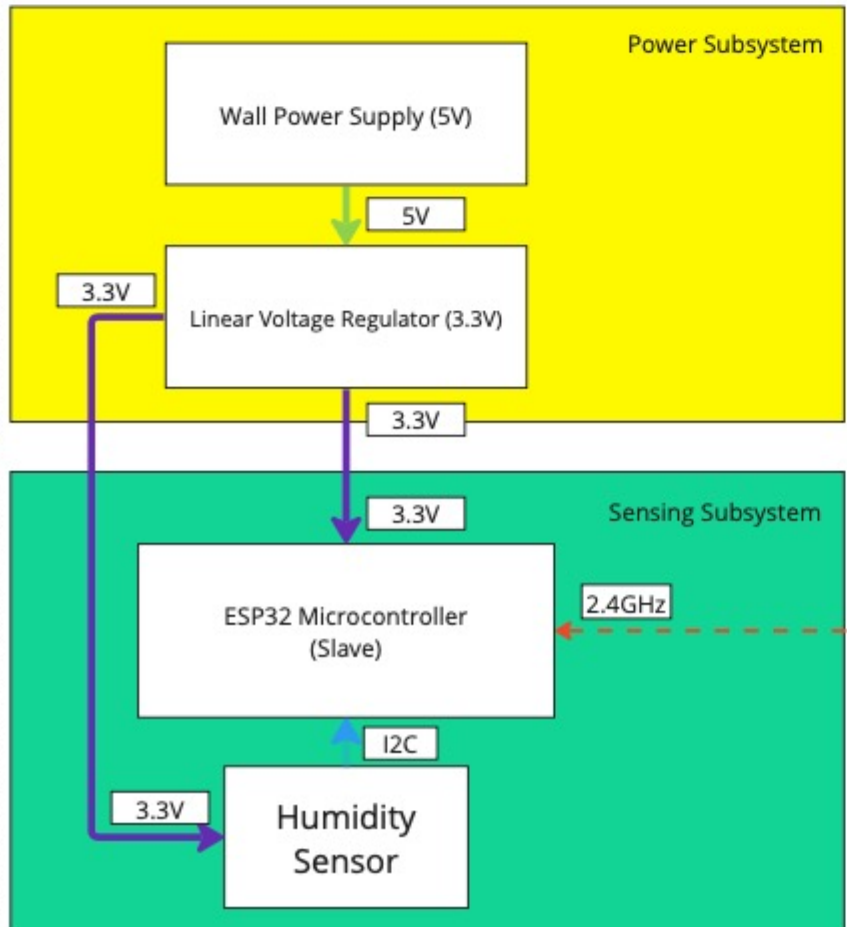 Power Subsystem
Wall Power Supply (5V)
5V
3.3V
Linear Voltage Regulator (3.3V)
3.3V
3.3V
Sensing Subsystem
2.4GHz
ESP32 Microcontroller
(Slave)
I2C
3.3V
Humidity
Sensor